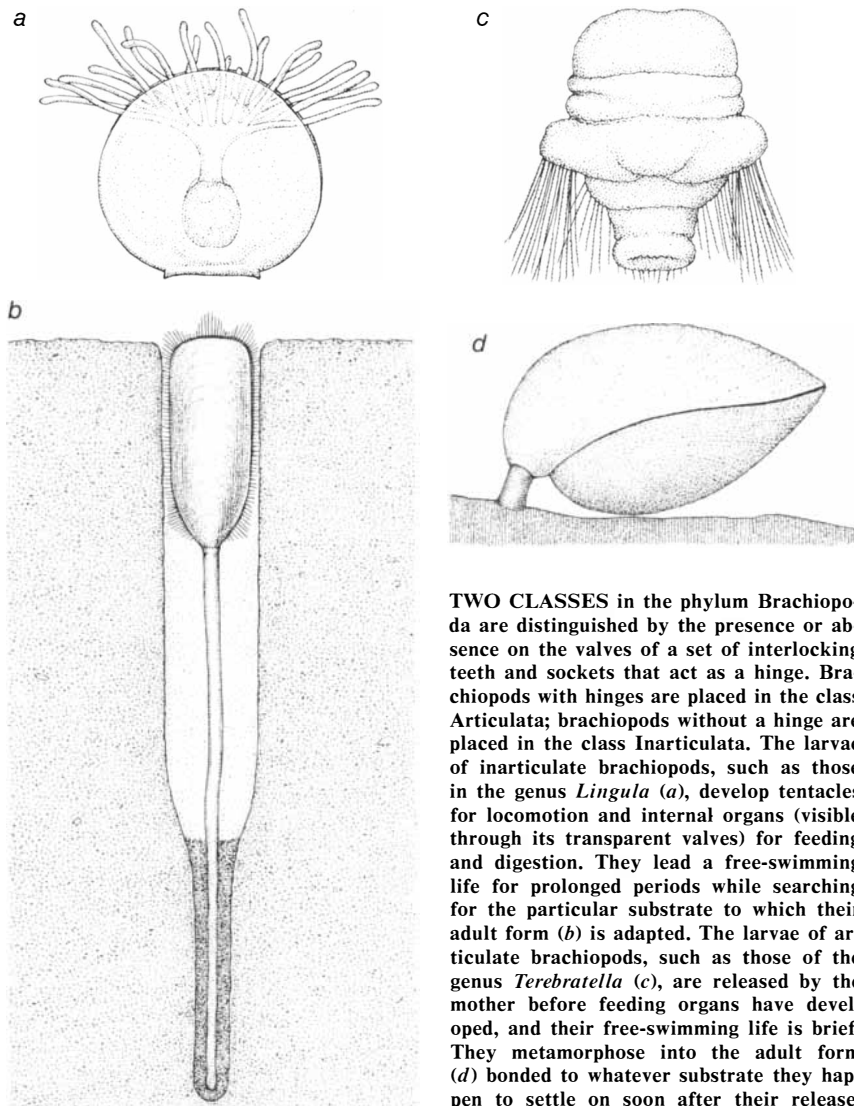 a
c
b
d
TWO CLASSES in the phylum Brachiopo-
da are distinguished by the presence or ab-
sence on the valves of a set of interlocking
teeth and sockets that act as a hinge. Bra-
chiopods with hinges are placed in the class
Articulata; brachiopods without a hinge are
placed in the class Inarticulata. The larvae
of inarticulate brachiopods, such as those
in the genus Lingula (a), develop tentacles
for locomotion and internal organs (visible
through its transparent valves) for feeding
and digestion. They lead a free-swimming
life for prolonged periods while searching
for the particular substrate to which their
adult form (b) is adapted. The larvae of ar-
ticulate brachiopods, such as those of the
genus Terebratella (c), are released by the
mother before feeding organs have devel-
oped, and their free-swimming life is brief.
They metamorphose into the adult form
(d) bonded to whatever substrate they hap-
pen to settle on soon after their release.